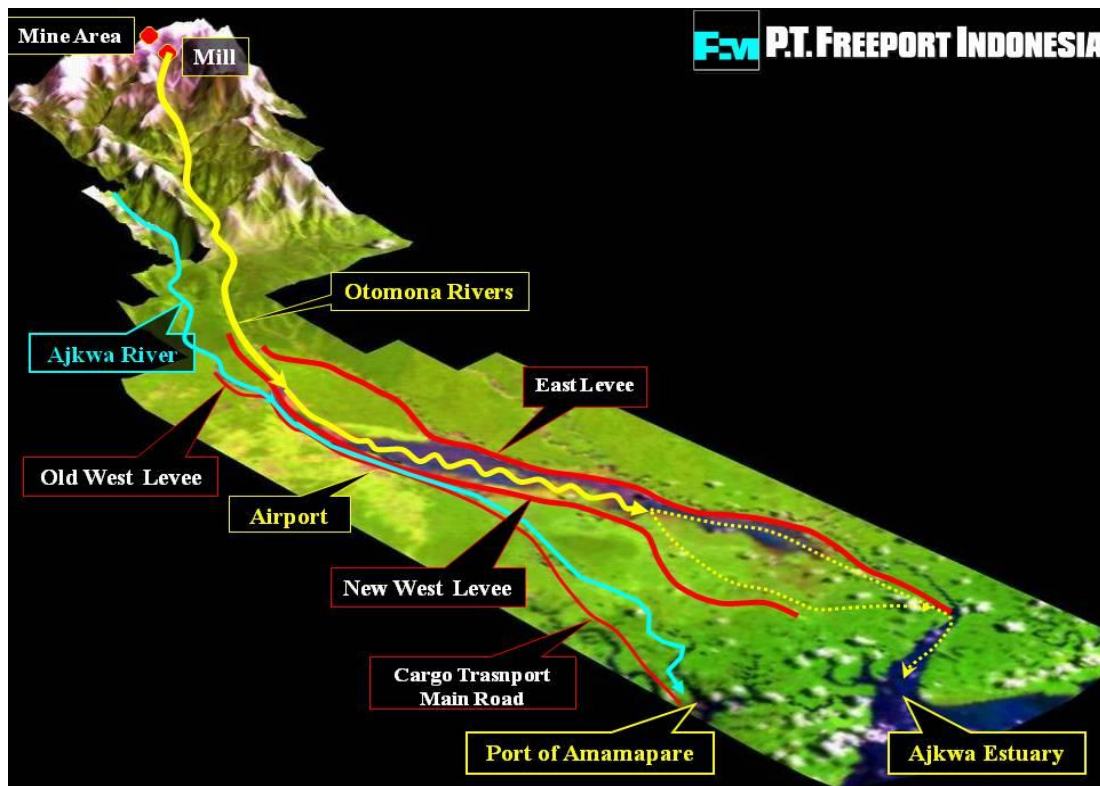 Mine Area
Mill
FM P.T. FREEPORT INDONESIA
Otomona Rivers
Ajkwa River
East Levee
Old West Levee
Airport
New West Levee
Cargo Trasnport
Main Road
Port of Amamapare
Ajkwa Estuary